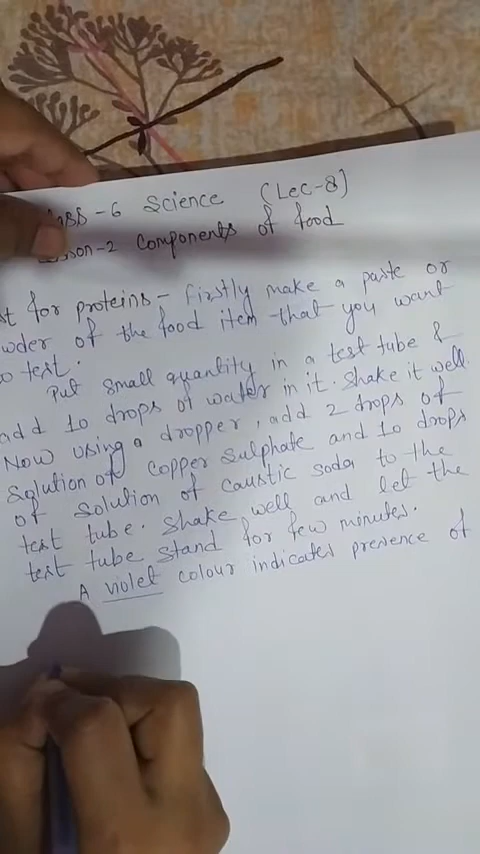 -6 Science (Lec-8)
-2 Components of food
for proteins - Firstly make a paste or
of the food item that you want
to test.
Put small quantity in a test tube &
add 10 drops of water in it. Shake it well.
Now using a dropper, add 2 drops of
Solution of Copper Sulphate and 10 drops
of Solution of caustic soda to the
test tube. Shake well and let the
test tube stand for few minutes.
A violet colour indicates presence of